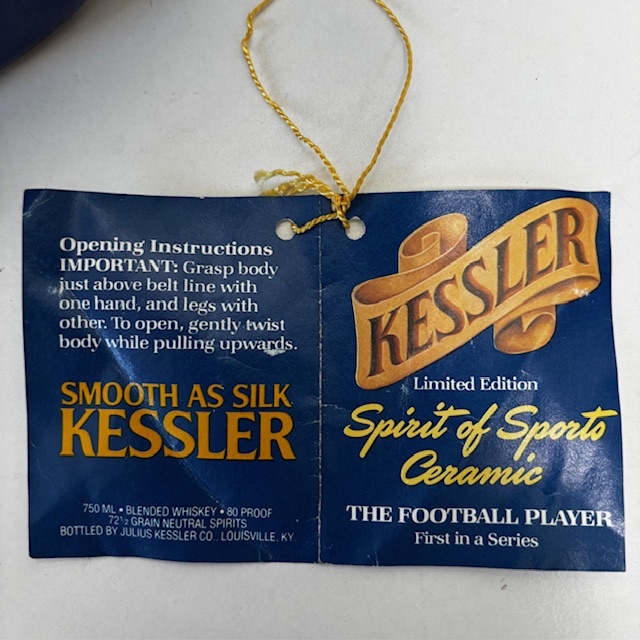 Opening Instructions
IMPORTANT: Grasp body
just above belt line with
one hand, and legs with
other. To open, gently twist
body while pulling upwards.
SMOOTH AS SILK
KESSLER
750 ML • BLENDED WHISKEY • 80 PROOF
72½ GRAIN NEUTRAL SPIRITS
BOTTLED BY JULIUS KESSLER CO., LOUISVILLE, KY.
KESSLER
Limited Edition
Spirit of Sports
Ceramic
THE FOOTBALL PLAYER
First in a Series